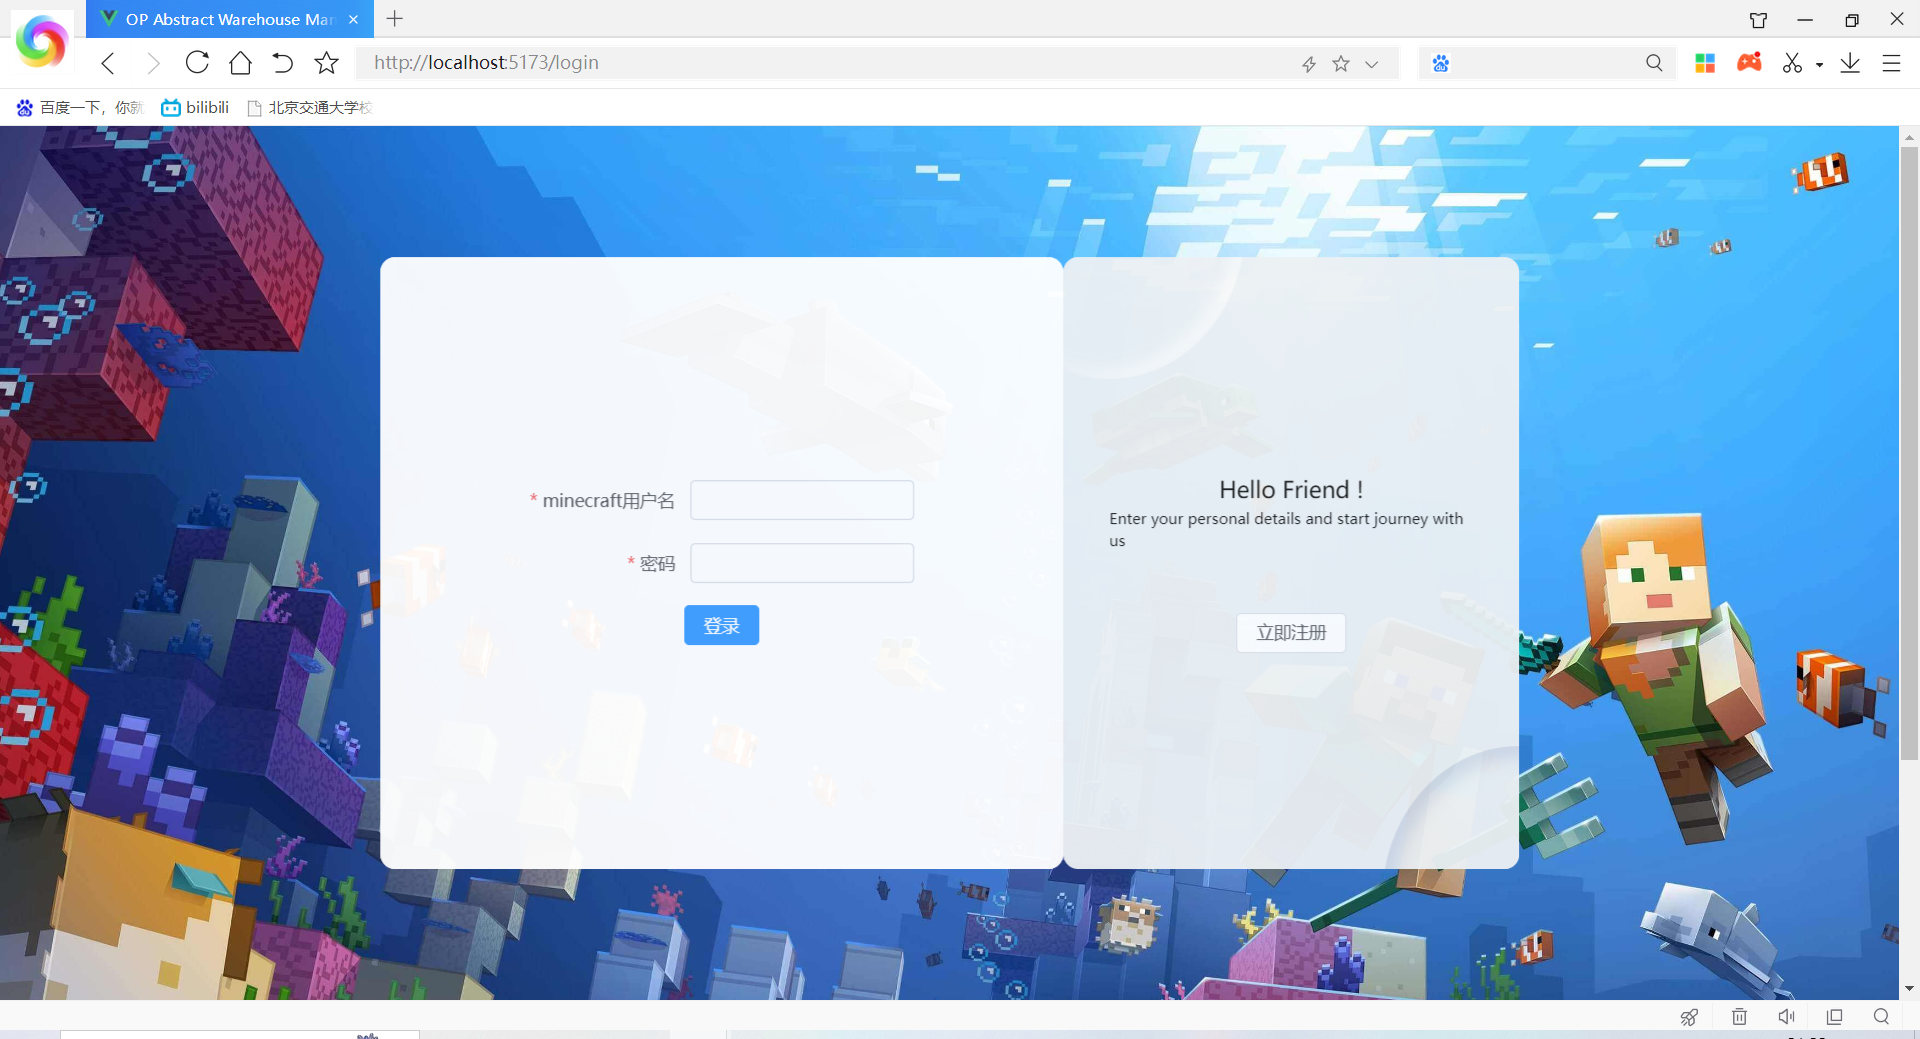 OP Abstract Warehouse Mar
http://localhost:5173/login
百度一下，你就
bilibili
北京交通大学校
* minecraft用户名
* 密码
登录
Hello Friend !
Enter your personal details and start journey with
us
立即注册